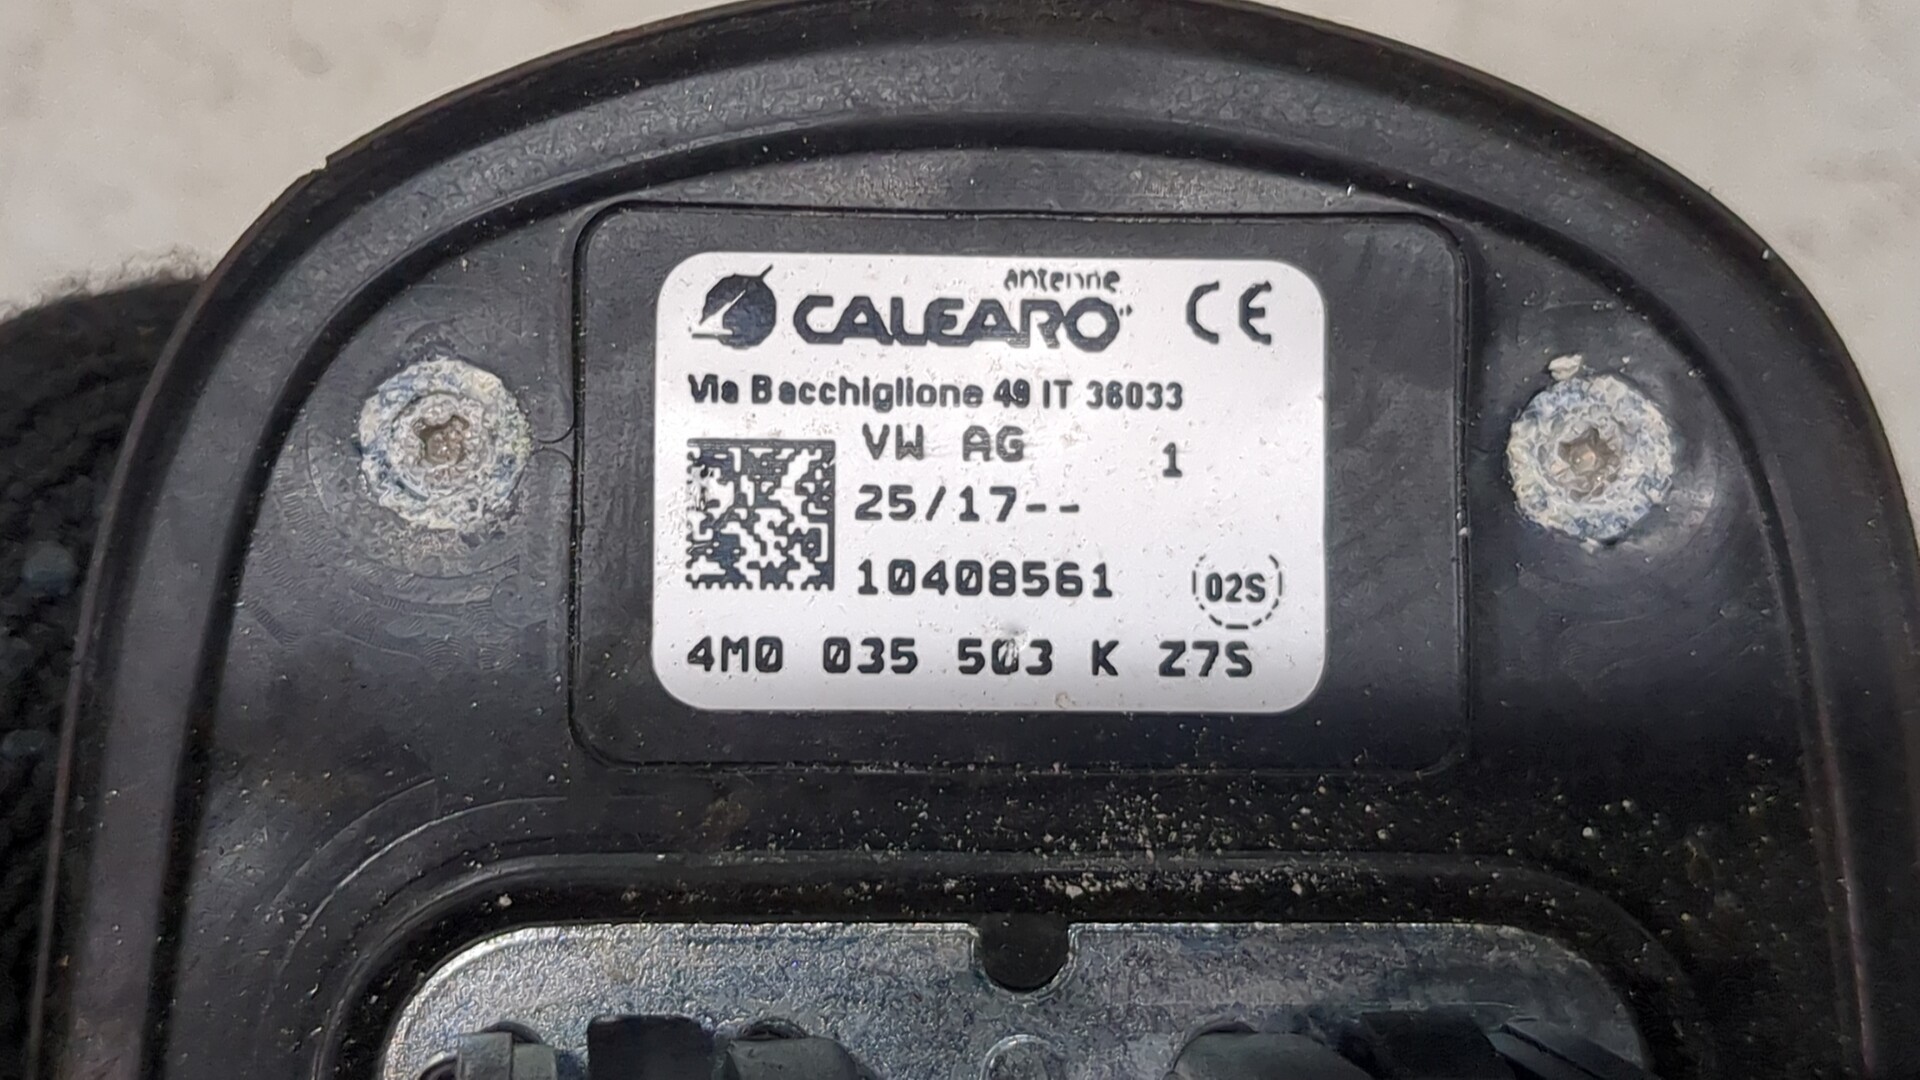 antenne
CALEARO CE
Via Bacchiglione 49 IT 36033
VW AG 1
25/17--
10408561 02S
4M0 035 503 K Z7S